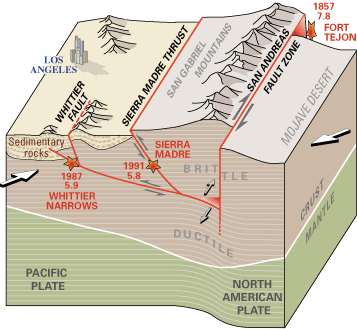 1857
7.8
FORT
TEJON
LOS
ANGELES
WHITTIER
FAULT
SIERRA MADRE THRUST
SAN GABRIEL
MOUNTAINS
SAN ANDREAS
FAULT ZONE
MOJAVE DESERT
Sedimentary
rocks
1987
5.9
WHITTIER
NARROWS
1991
5.8
SIERRA
MADRE
BRITTLE
DUCTILE
CRUST
MANTLE
PACIFIC
PLATE
NORTH
AMERICAN
PLATE